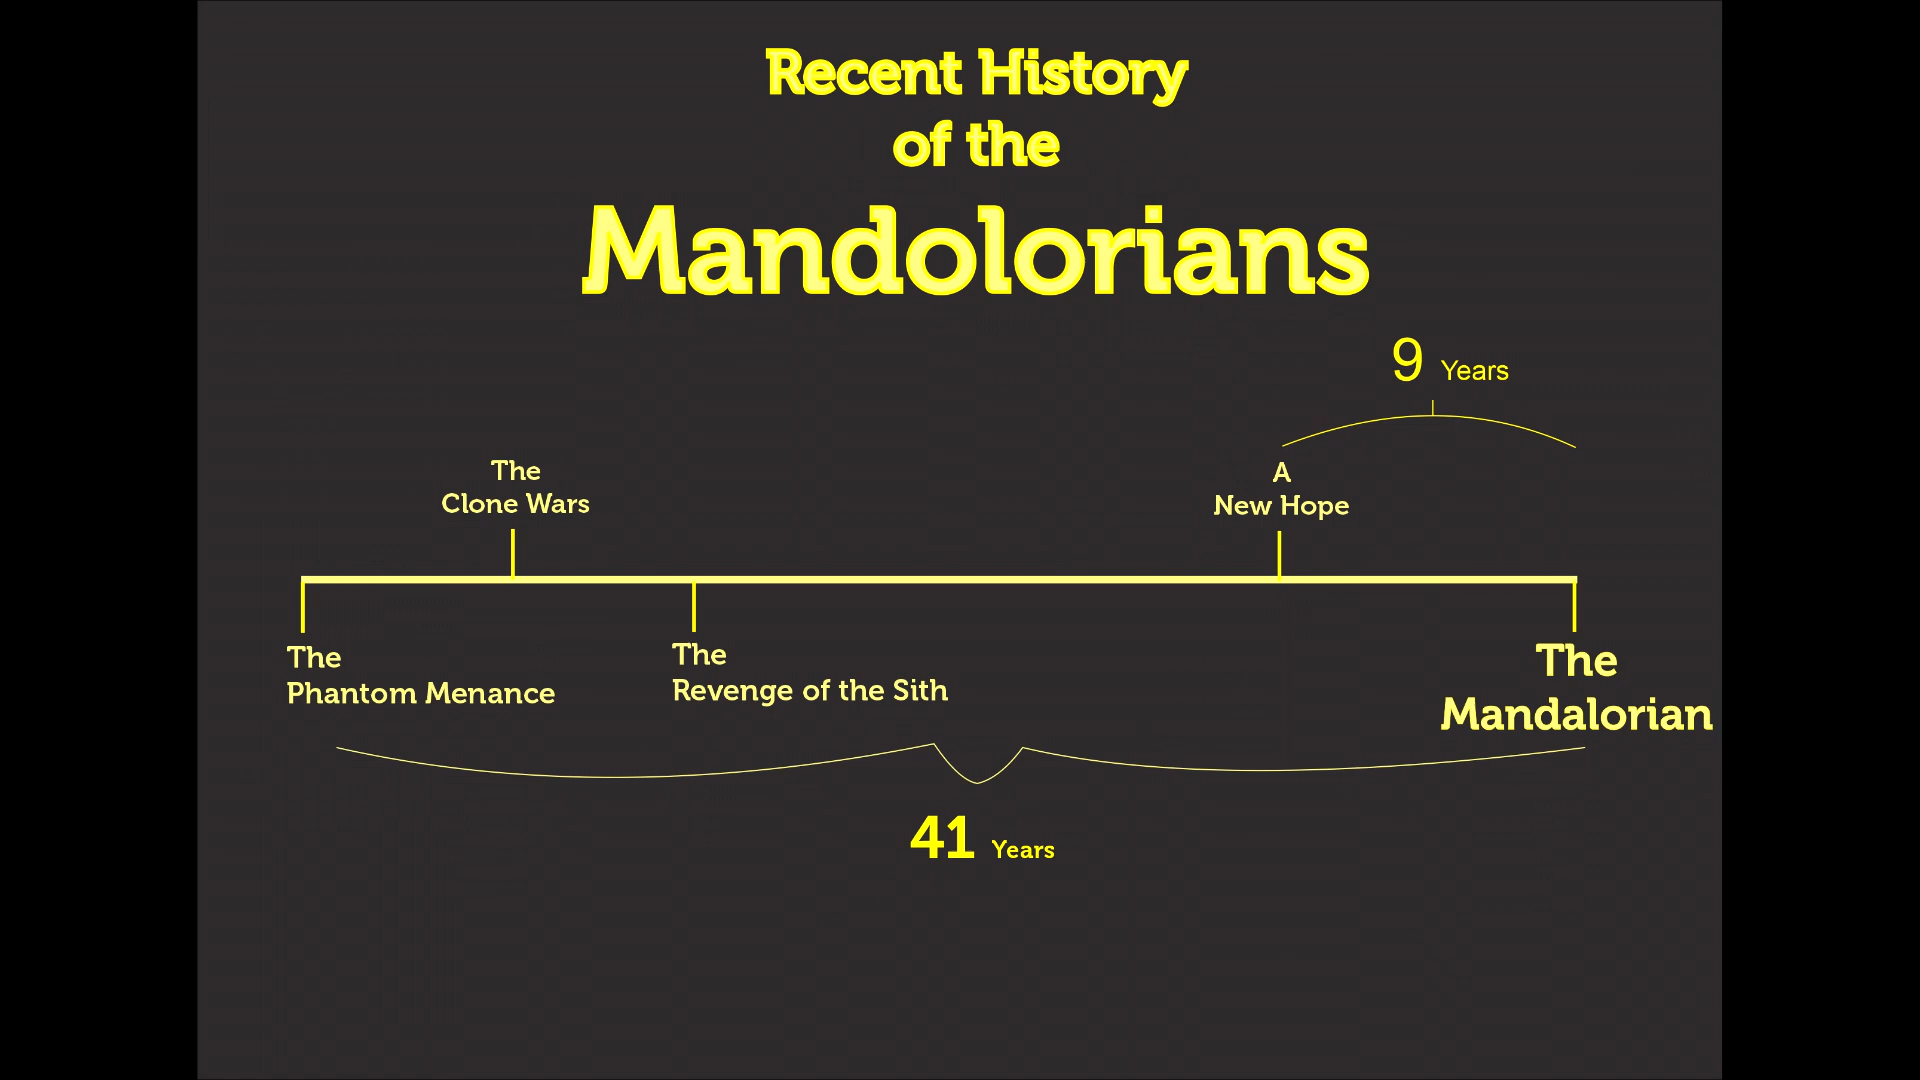 Recent History
of the
Mandolorians
9 Years
The
Clone Wars
A
New Hope
The
Phantom Menance
The
Revenge of the Sith
The
Mandalorian
41 Years